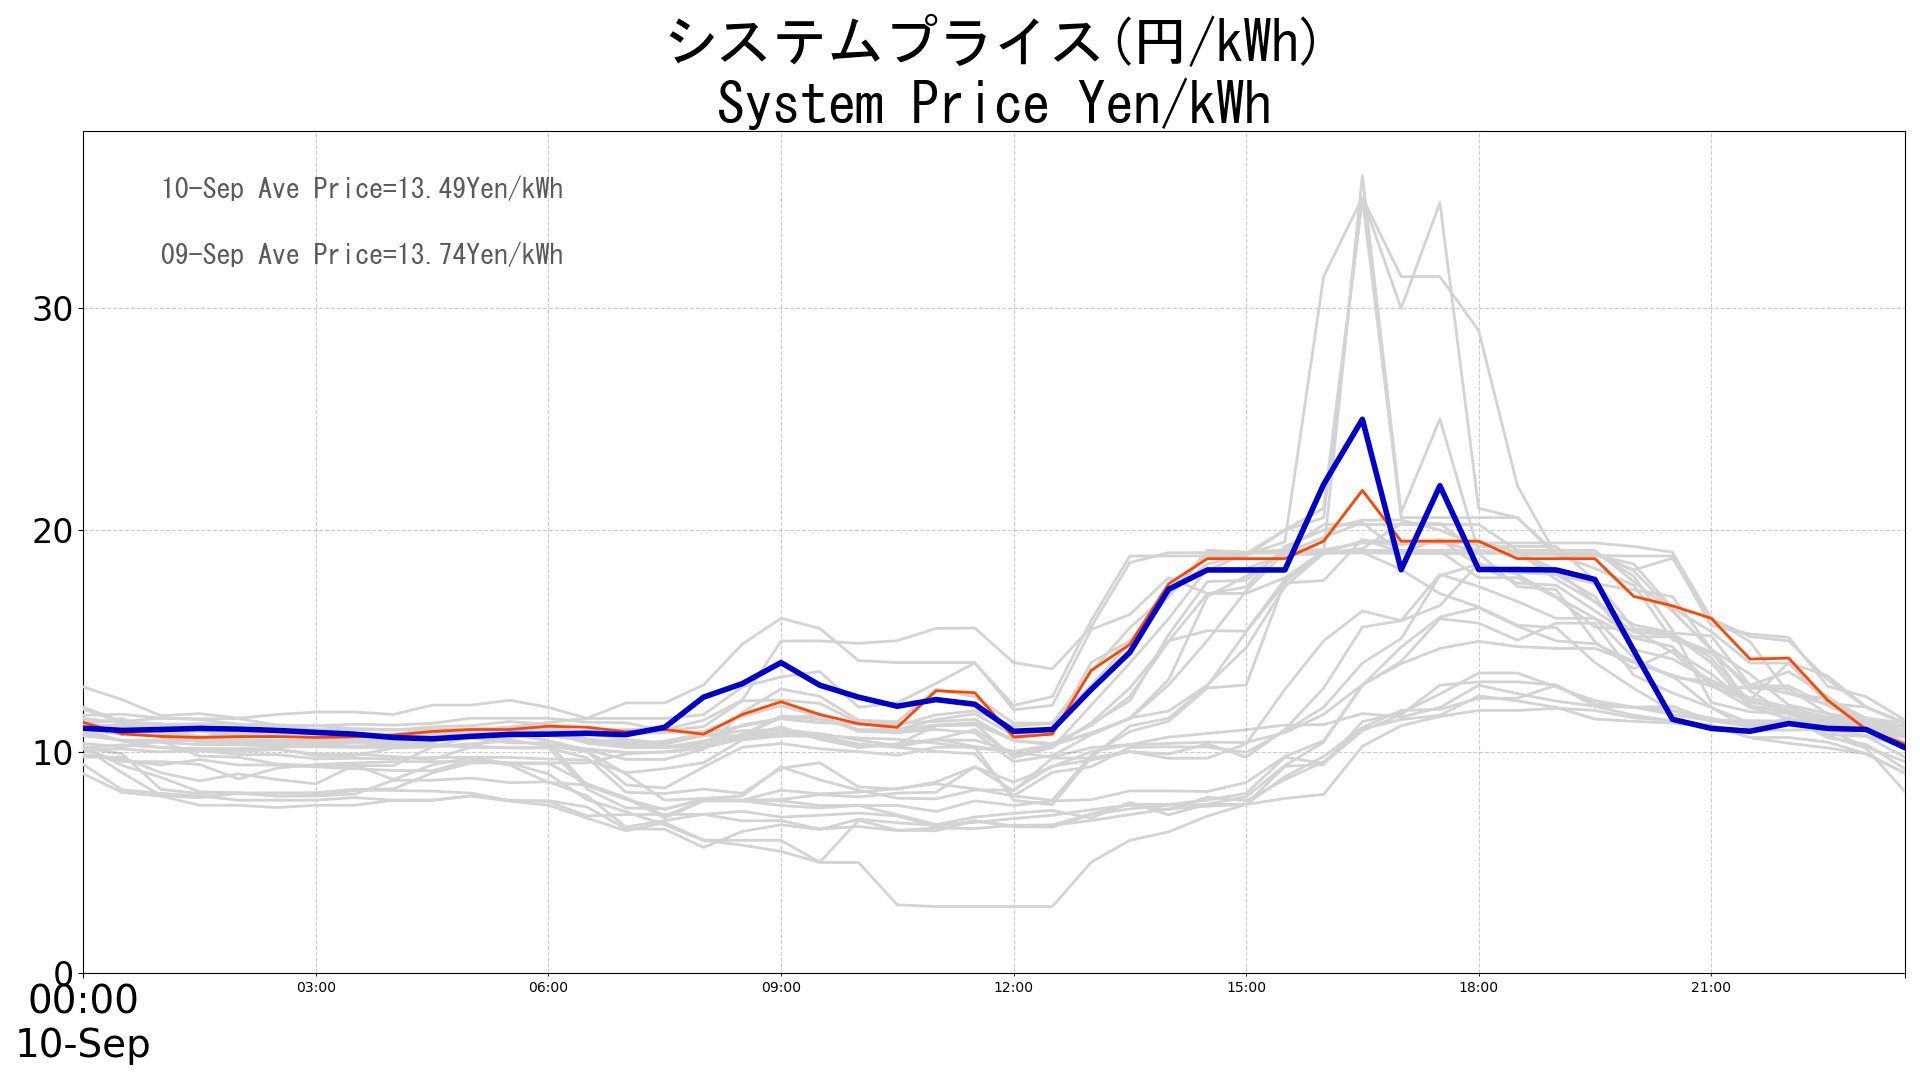 システムプライス(円/kWh)
System Price Yen/kWh
10-Sep Ave Price=13.49Yen/kWh
09-Sep Ave Price=13.74Yen/kWh
30
20
10
0
00:00
03:00
06:00
09:00
12:00
15:00
18:00
21:00
10-Sep